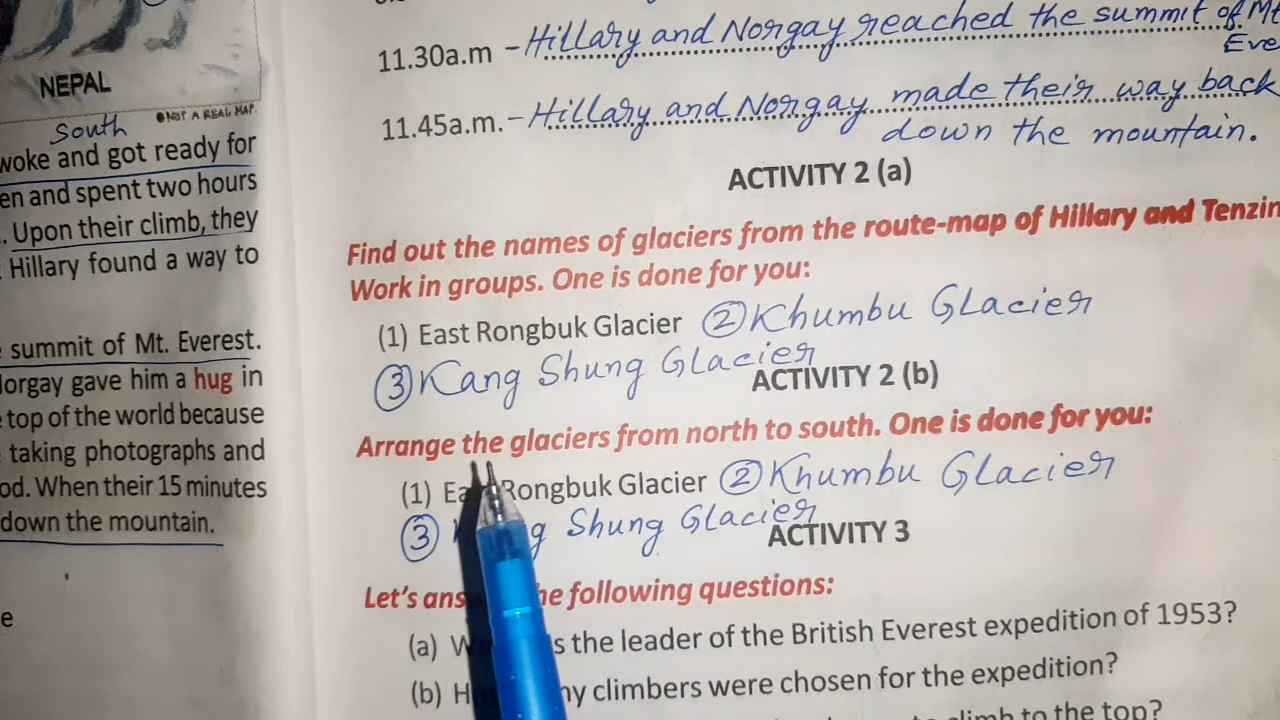 NEPAL
●NOT A REAL MAP.
South
woke and got ready for
en and spent two hours
. Upon their climb, they
Hillary found a way to
summit of Mt. Everest.
Norgay gave him a hug in
top of the world because
taking photographs and
od. When their 15 minutes
down the mountain.
e
11.30a.m – Hillary and Norgay reached the summit of Mt
Eve
11.45a.m. – Hillary and Norgay made their way back
down the mountain.
ACTIVITY 2 (a)
Find out the names of glaciers from the route-map of Hillary and Tenzin
Work in groups. One is done for you:
(1) East Rongbuk Glacier ② Khumbu Glacier
③ Kang Shung Glacier
ACTIVITY 2 (b)
Arrange the glaciers from north to south. One is done for you:
(1) Ea Rongbuk Glacier ② Khumbu Glacier
③ K g Shung Glacier
ACTIVITY 3
Let's ans he following questions:
(a) W s the leader of the British Everest expedition of 1953?
(b) H ny climbers were chosen for the expedition?
climb to the top?